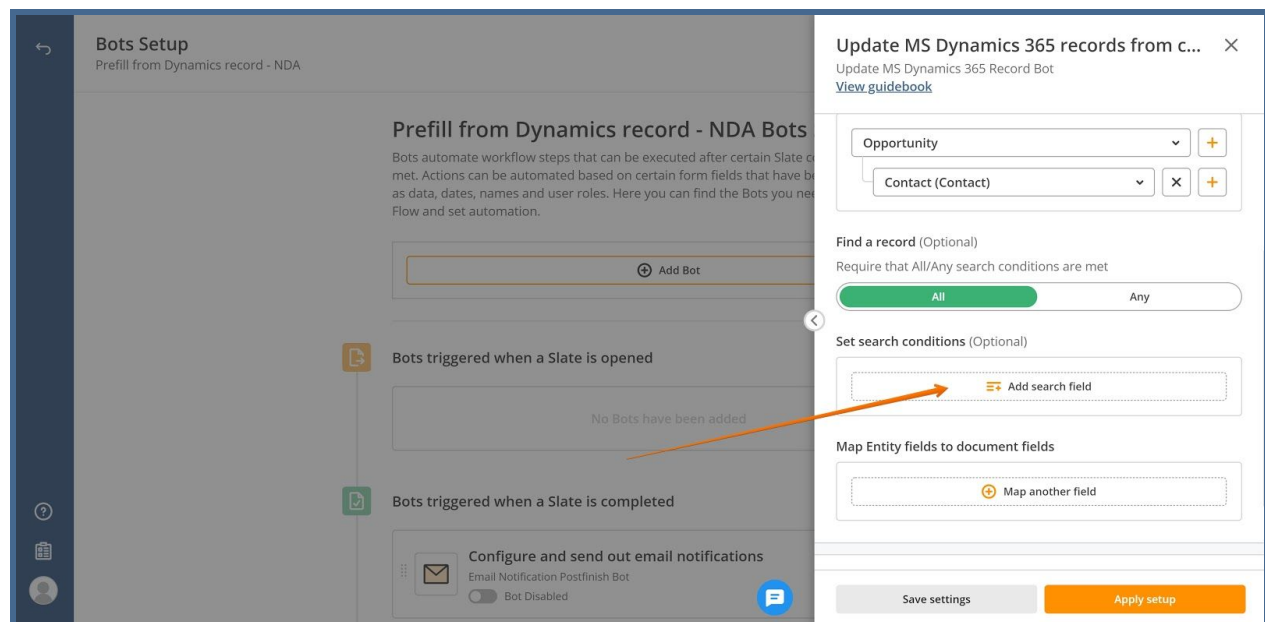 Bots Setup
Prefill from Dynamics record - NDA
Prefill from Dynamics record - NDA Bots
Bots automate workflow steps that can be executed after certain Slate
met. Actions can be automated based on certain form fields that have
as data, dates, names and user roles. Here you can find the Bots you
Flow and set automation.
Add Bot
Bots triggered when a Slate is opened
No Bots have been added
Bots triggered when a Slate is completed
Configure and send out email notifications
Email Notification Postfinish Bot
Bot Disabled
Update MS Dynamics 365 records from c...
Update MS Dynamics 365 Record Bot
View guidebook
Opportunity
Contact (Contact)
Find a record (Optional)
Require that All/Any search conditions are met
All
Any
Set search conditions (Optional)
Add search field
Map Entity fields to document fields
Map another field
Save settings
Apply setup